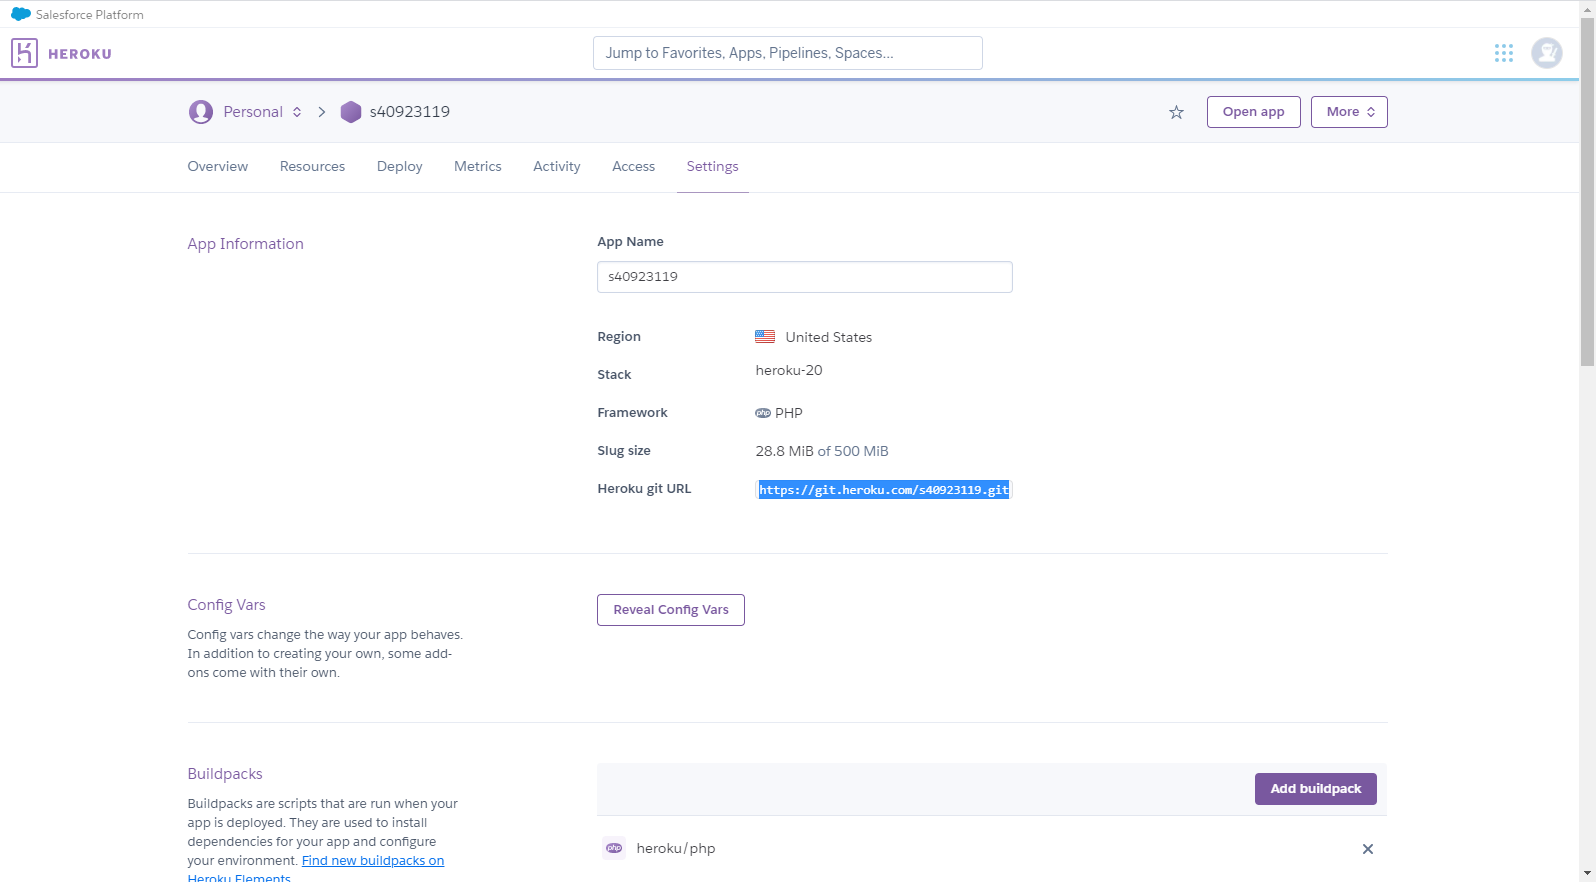 Salesforce Platform
HEROKU
Jump to Favorites, Apps, Pipelines, Spaces...
Personal
s40923119
Open app
More
Overview
Resources
Deploy
Metrics
Activity
Access
Settings
App Information
App Name
s40923119
Region
United States
Stack
heroku-20
Framework
php PHP
Slug size
28.8 MiB of 500 MiB
Heroku git URL
https://git.heroku.com/s40923119.git
Config Vars
Config vars change the way your app behaves.
In addition to creating your own, some add-
ons come with their own.
Reveal Config Vars
Buildpacks
Buildpacks are scripts that are run when your
app is deployed. They are used to install
dependencies for your app and configure
your environment. Find new buildpacks on
Heroku Elements
Add buildpack
php heroku/php